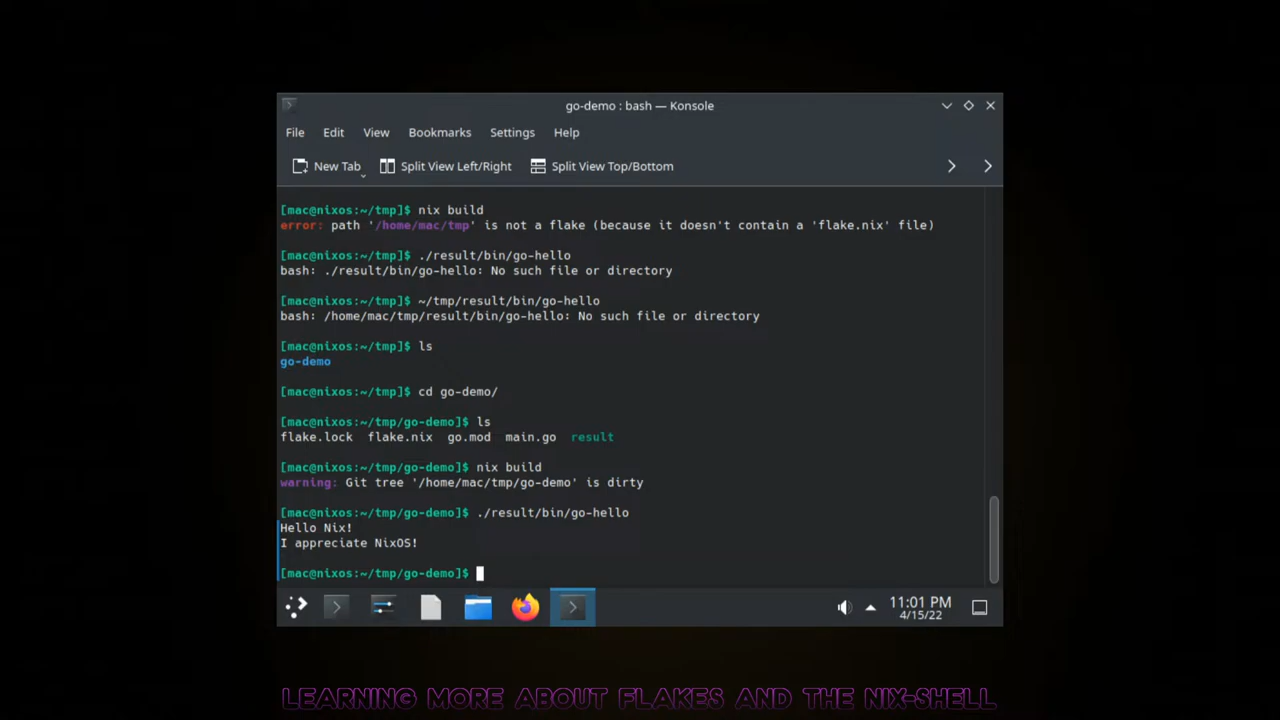 go-demo : bash — Konsole
File Edit View Bookmarks Settings Help
New Tab Split View Left/Right Split View Top/Bottom
[mac@nixos:~/tmp]$ nix build
error: path '/home/mac/tmp' is not a flake (because it doesn't contain a 'flake.nix' file)
[mac@nixos:~/tmp]$ ./result/bin/go-hello
bash: ./result/bin/go-hello: No such file or directory
[mac@nixos:~/tmp]$ ~/tmp/result/bin/go-hello
bash: /home/mac/tmp/result/bin/go-hello: No such file or directory
[mac@nixos:~/tmp]$ ls
go-demo
[mac@nixos:~/tmp]$ cd go-demo/
[mac@nixos:~/tmp/go-demo]$ ls
flake.lock flake.nix go.mod main.go result
[mac@nixos:~/tmp/go-demo]$ nix build
warning: Git tree '/home/mac/tmp/go-demo' is dirty
[mac@nixos:~/tmp/go-demo]$ ./result/bin/go-hello
Hello Nix!
I appreciate NixOS!
[mac@nixos:~/tmp/go-demo]$
11:01 PM
4/15/22
LEARNING MORE ABOUT FLAKES AND THE NIX-SHELL